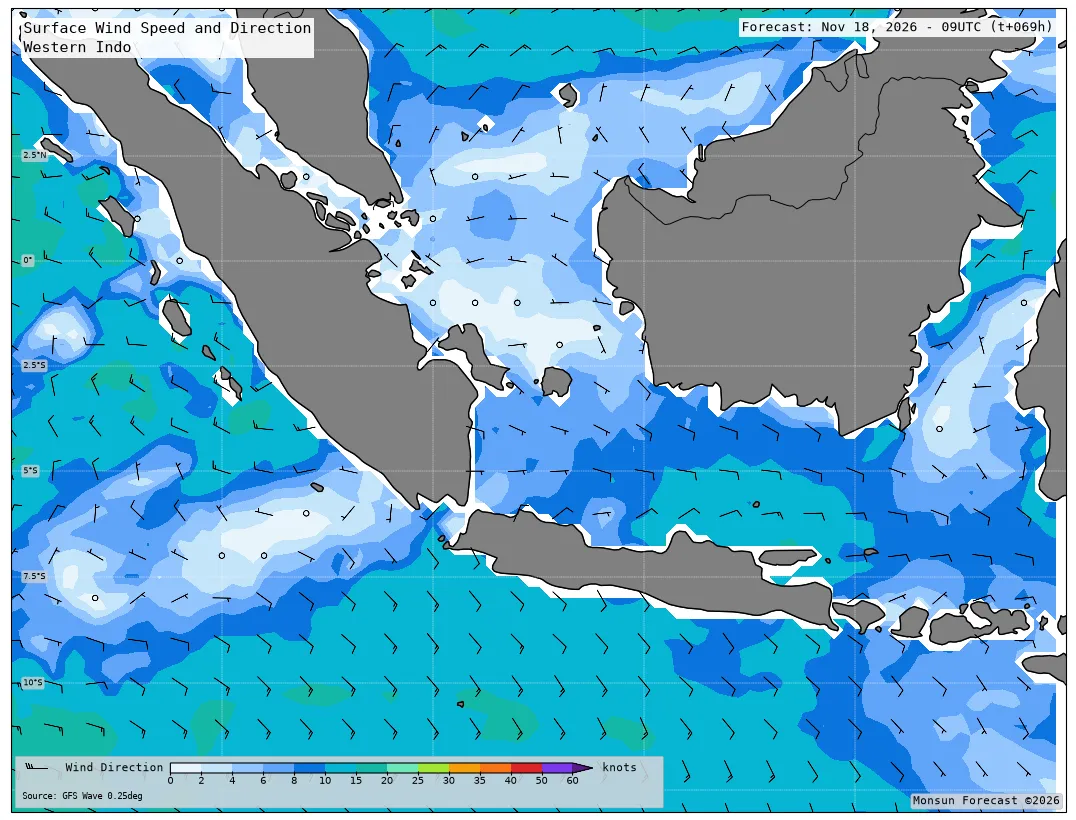 Surface Wind Speed and Direction
Western Indo
Forecast: Nov 18, 2026 - 09UTC (t+069h)
2.5°N
0°
2.5°S
5°S
7.5°S
10°S
Wind Direction
0 2 4 6 8 10 15 20 25 30 35 40 50 60
knots
Source: GFS Wave 0.25deg
Monsun Forecast ©2026